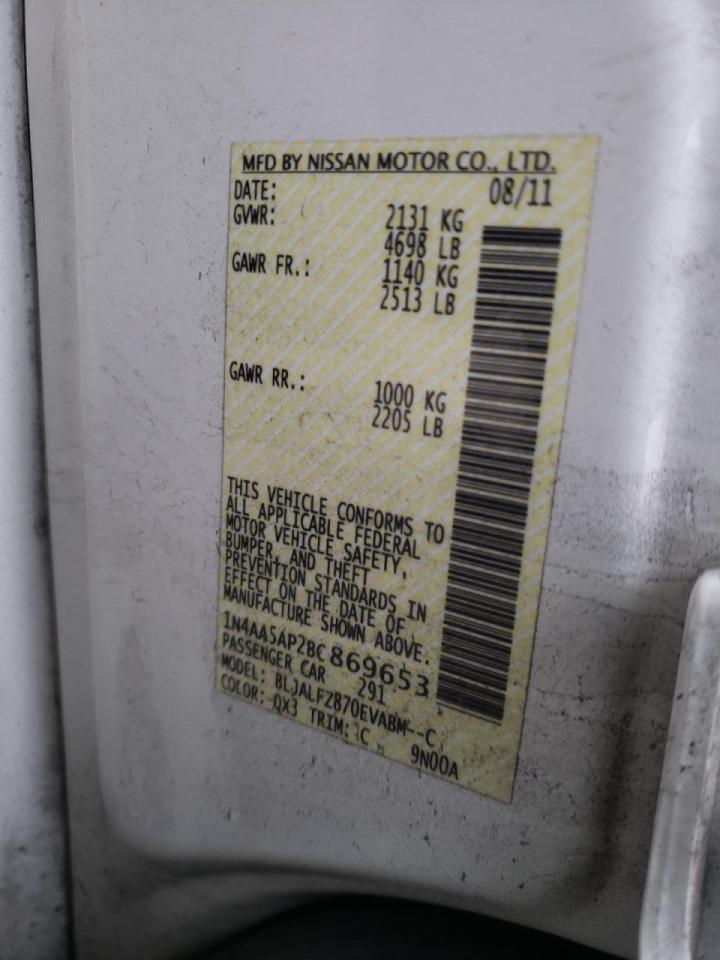 MFD BY NISSAN MOTOR CO., LTD.
DATE: 08/11
GVWR: 2131 KG
4698 LB
GAWR FR.: 1140 KG
2513 LB
GAWR RR.: 1000 KG
2205 LB
THIS VEHICLE CONFORMS TO
ALL APPLICABLE FEDERAL
MOTOR VEHICLE SAFETY,
BUMPER, AND THEFT
PREVENTION STANDARDS IN
EFFECT ON THE DATE OF
MANUFACTURE SHOWN ABOVE.
1N4AA5AP2BC869653
PASSENGER CAR 291
MODEL: BLJALFZ870EVABM--C
COLOR: QX3 TRIM: C 9N00A